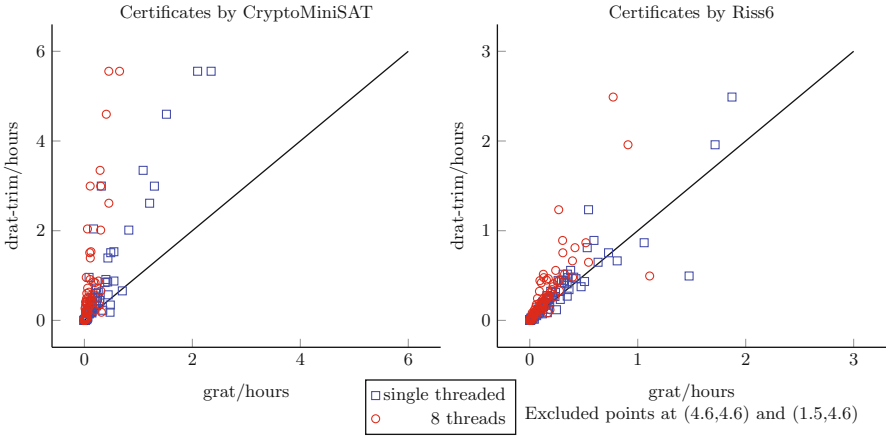 Certificates by CryptoMiniSAT
6
4
2
0
drat-trim/hours
0 2 4 6
grat/hours
Certificates by Riss6
3
2
1
0
drat-trim/hours
0 1 2 3
grat/hours
single threaded
8 threads
Excluded points at (4.6,4.6) and (1.5,4.6)